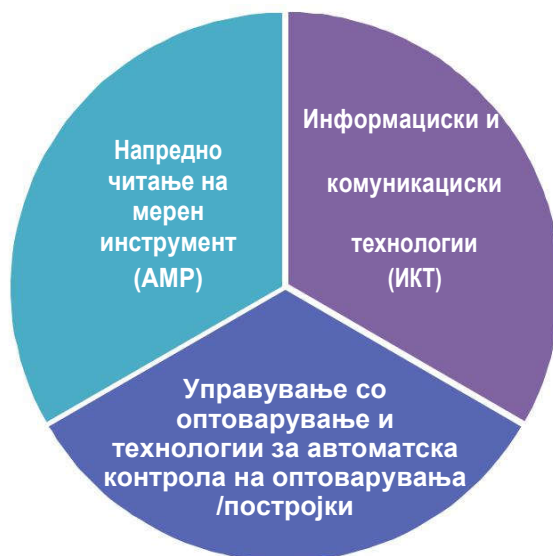 Напредно
читање на
мерен
инструмент
(АМР)
Информациски и
комуникациски
технологии
(ИКТ)
Управување со
оптоварување и
технологии за автоматска
контрола на оптоварувања
/постројки